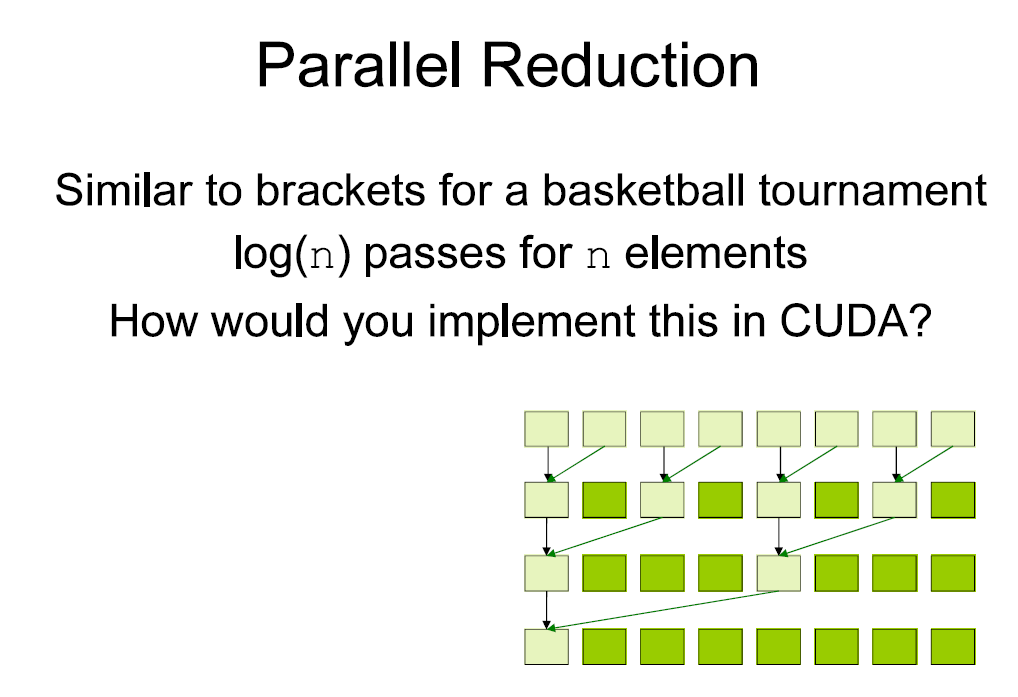 Parallel Reduction
Similar to brackets for a basketball tournament
log(n) passes for n elements
How would you implement this in CUDA?